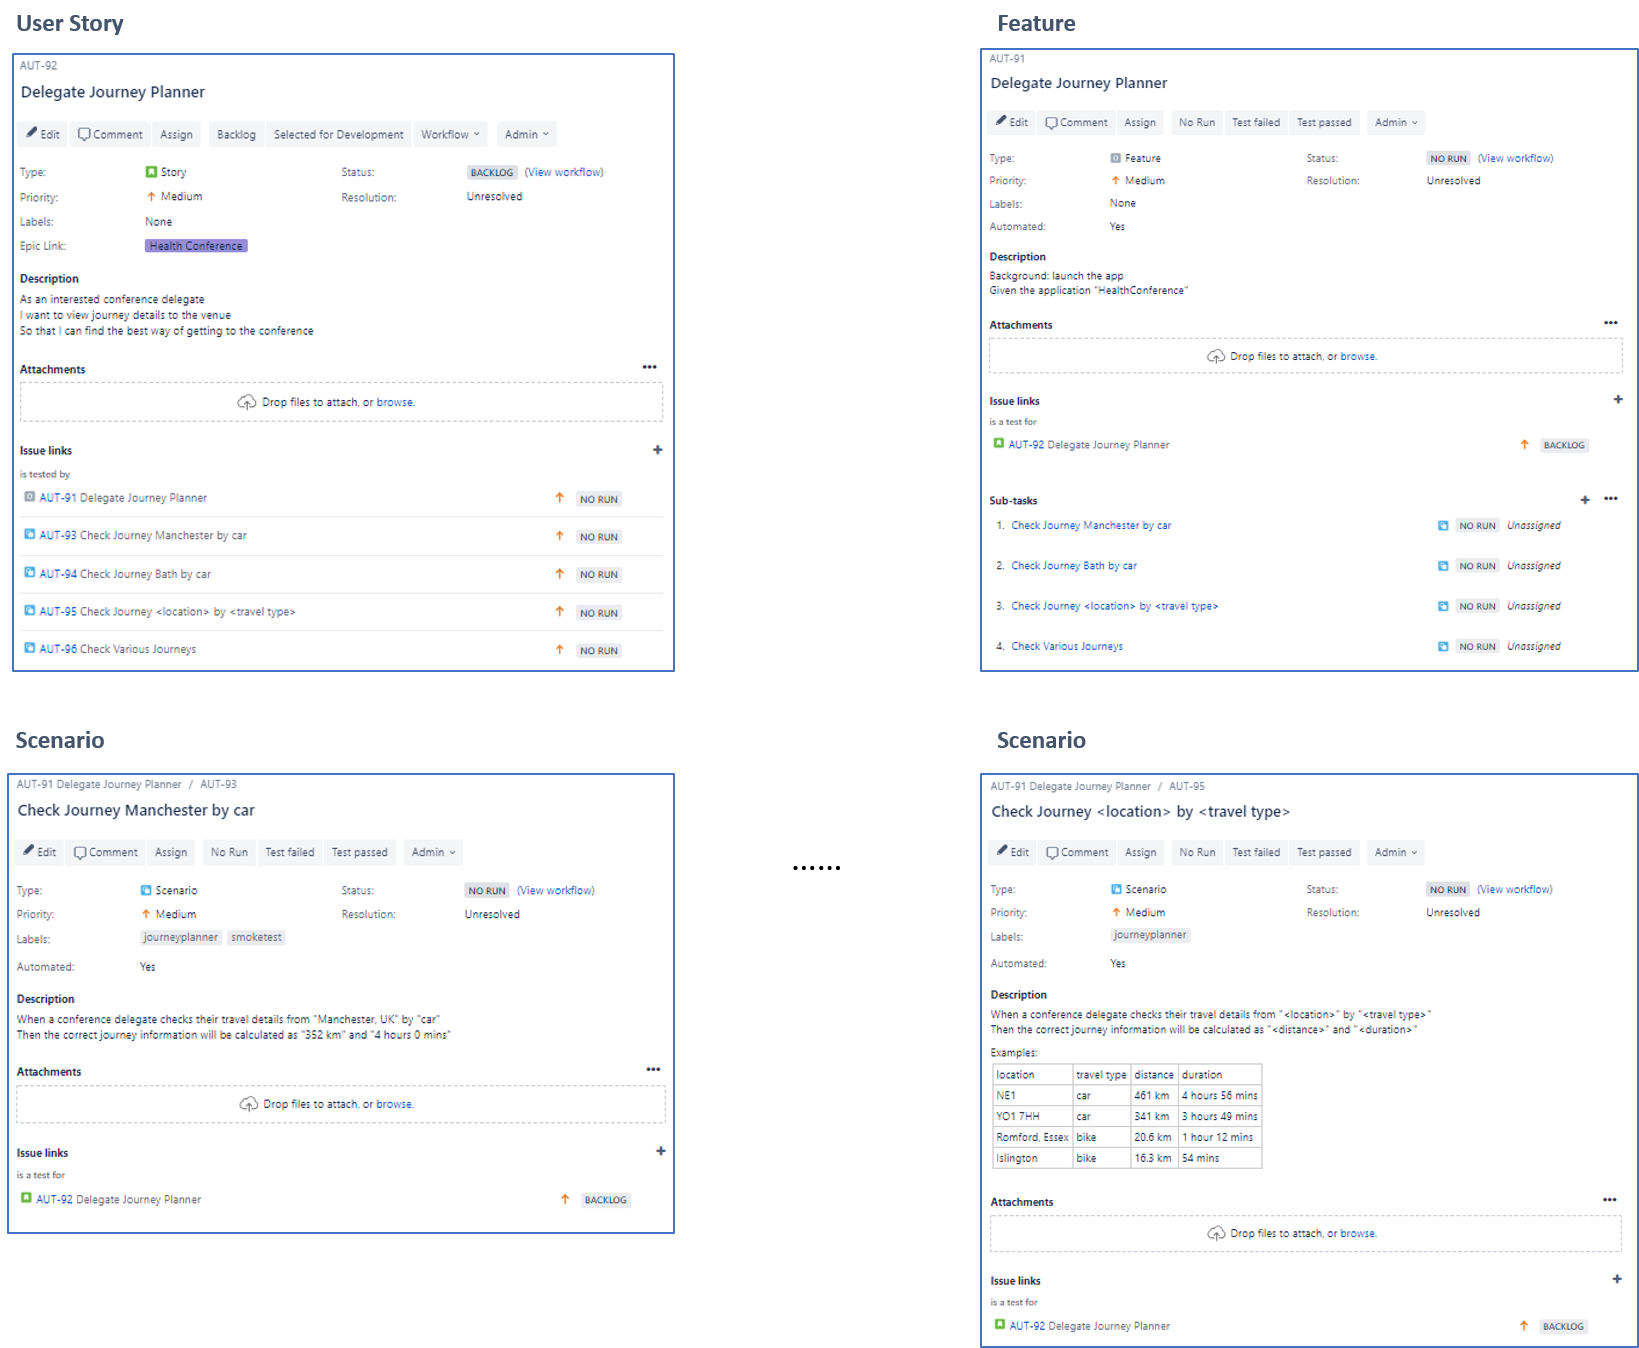 User Story
AUT-92
Delegate Journey Planner
Edit Comment Assign Backlog Selected for Development Workflow Admin
Type: Story Status: BACKLOG (View workflow)
Priority: Medium Resolution: Unresolved
Labels: None
Epic Link: Health Conference
Description
As an interested conference delegate
I want to view journey details to the venue
So that I can find the best way of getting to the conference
Attachments •••
Drop files to attach, or browse.
Issue links +
is tested by
AUT-91 Delegate Journey Planner NO RUN
AUT-93 Check Journey Manchester by car NO RUN
AUT-94 Check Journey Bath by car NO RUN
AUT-95 Check Journey <location> by <travel type> NO RUN
AUT-96 Check Various Journeys NO RUN
Feature
AUT-91
Delegate Journey Planner
Edit Comment Assign No Run Test failed Test passed Admin
Type: Feature Status: NO RUN (View workflow)
Priority: Medium Resolution: Unresolved
Labels: None
Automated: Yes
Description
Background: launch the app
Given the application "HealthConference"
Attachments •••
Drop files to attach, or browse.
Issue links +
is a test for
AUT-92 Delegate Journey Planner BACKLOG
Sub-tasks + •••
1. Check Journey Manchester by car NO RUN Unassigned
2. Check Journey Bath by car NO RUN Unassigned
3. Check Journey <location> by <travel type> NO RUN Unassigned
4. Check Various Journeys NO RUN Unassigned
Scenario
AUT-91 Delegate Journey Planner / AUT-93
Check Journey Manchester by car
Edit Comment Assign No Run Test failed Test passed Admin
Type: Scenario Status: NO RUN (View workflow)
Priority: Medium Resolution: Unresolved
Labels: journeyplanner smoketest
Automated: Yes
Description
When a conference delegate checks their travel details from "Manchester, UK" by "car"
Then the correct journey information will be calculated as "352 km" and "4 hours 0 mins"
Attachments •••
Drop files to attach, or browse.
Issue links +
is a test for
AUT-92 Delegate Journey Planner BACKLOG
......
Scenario
AUT-91 Delegate Journey Planner / AUT-95
Check Journey <location> by <travel type>
Edit Comment Assign No Run Test failed Test passed Admin
Type: Scenario Status: NO RUN (View workflow)
Priority: Medium Resolution: Unresolved
Labels: journeyplanner
Automated: Yes
Description
When a conference delegate checks their travel details from "<location>" by "<travel type>"
Then the correct journey information will be calculated as "<distance>" and "<duration>"
Examples:
location travel type distance duration
NE1 car 461 km 4 hours 56 mins
YO1 7HH car 341 km 3 hours 49 mins
Romford, Essex bike 20.6 km 1 hour 12 mins
Islington bike 16.3 km 54 mins
Attachments •••
Drop files to attach, or browse.
Issue links +
is a test for
AUT-92 Delegate Journey Planner BACKLOG